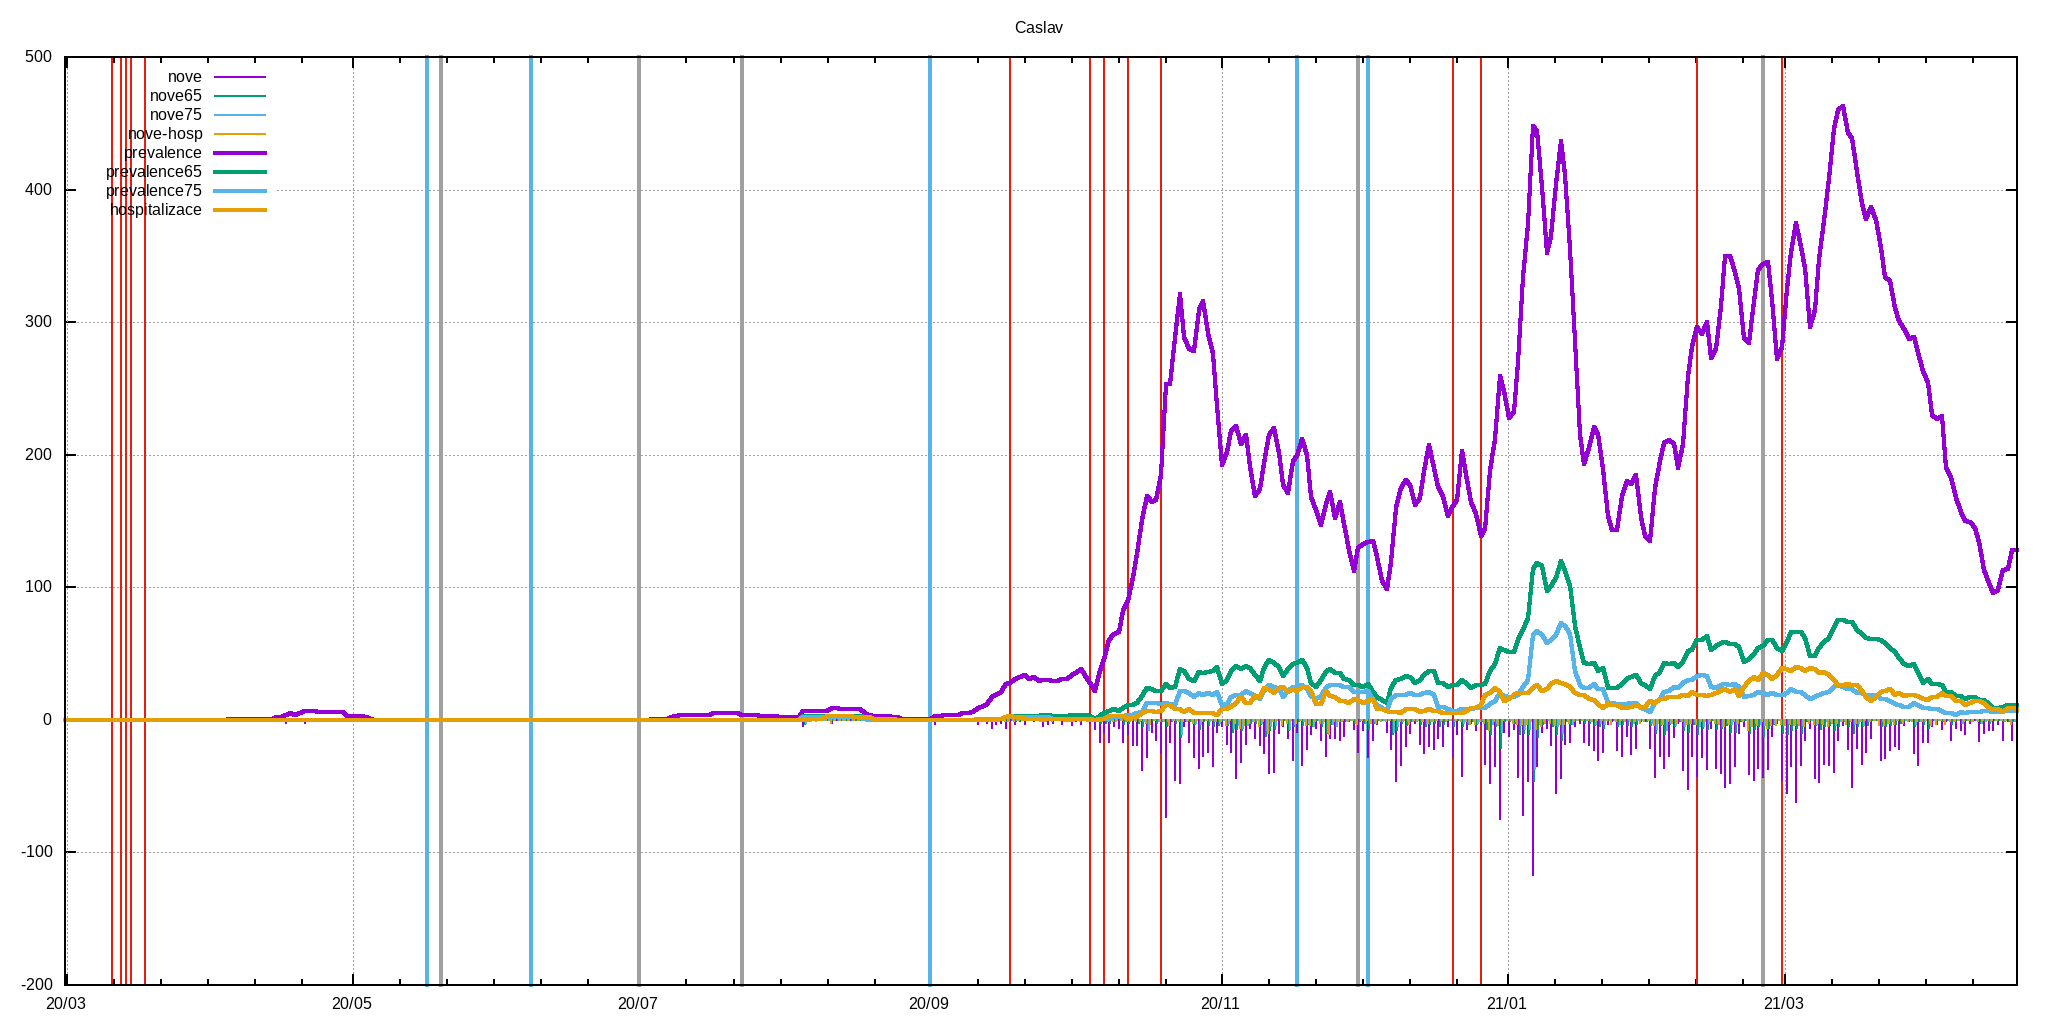 Caslav
500
400
300
200
100
0
-100
-200
nove
nove65
nove75
nove-hosp
prevalence
prevalence65
prevalence75
hospitalizace
20/03
20/05
20/07
20/09
20/11
21/01
21/03